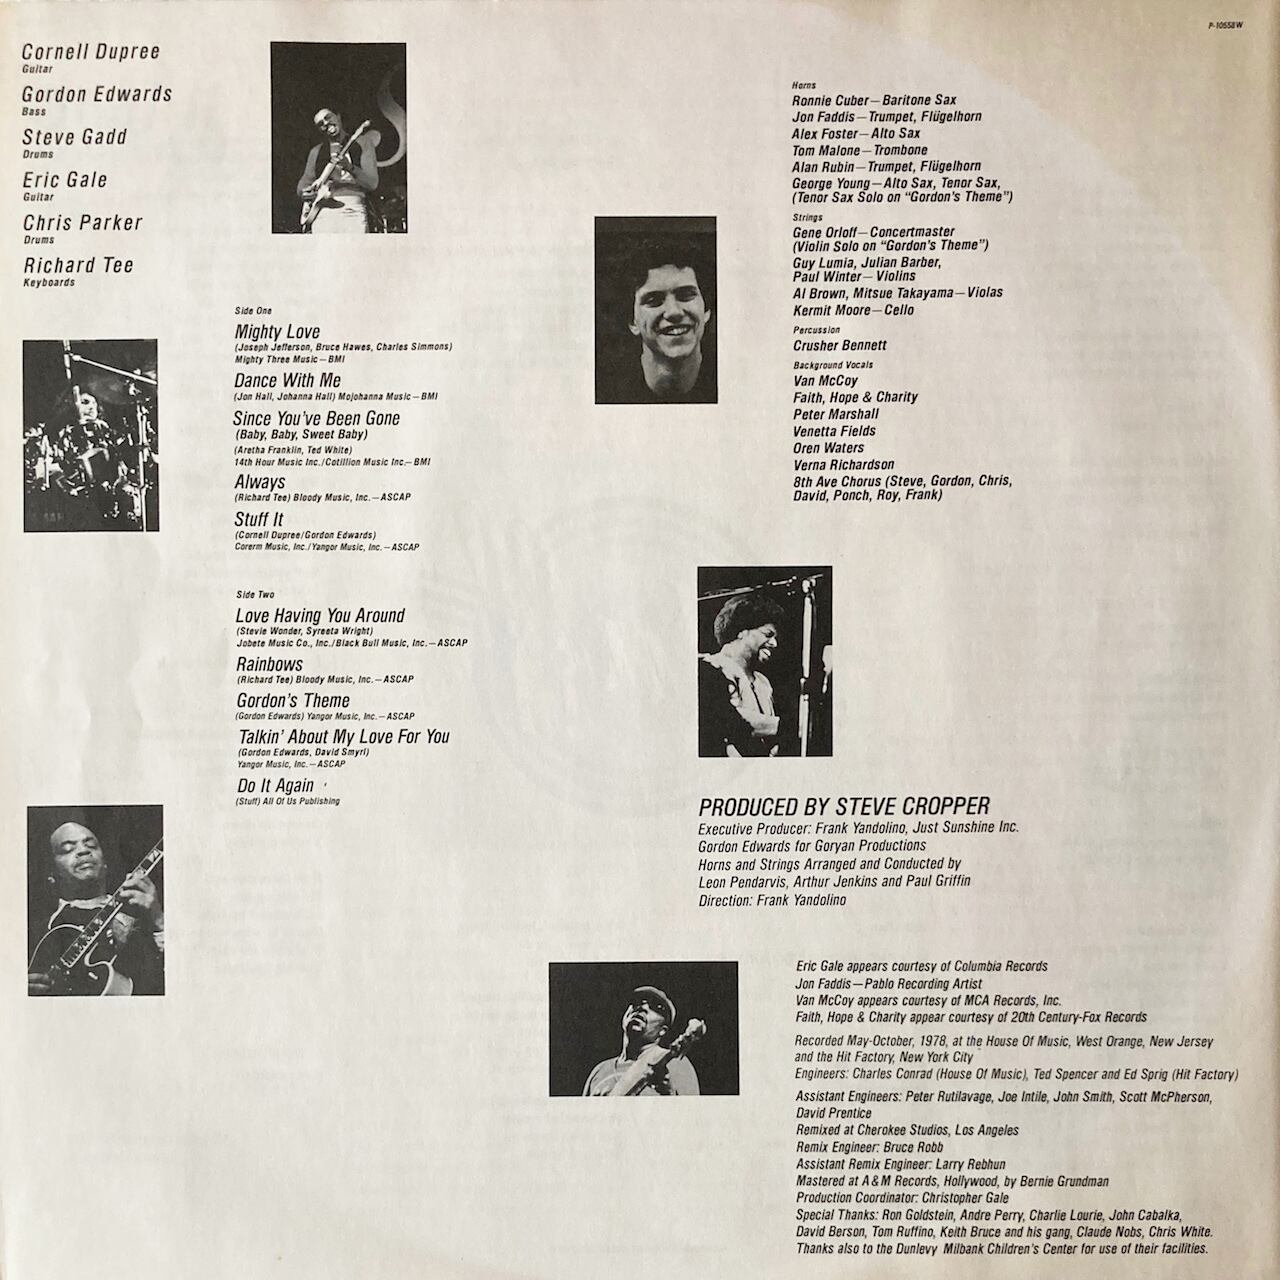 P-10558W
Cornell Dupree
Guitar
Gordon Edwards
Bass
Steve Gadd
Drums
Eric Gale
Guitar
Chris Parker
Drums
Richard Tee
Keyboards
Side One
Mighty Love
(Joseph Jefferson, Bruce Hawes, Charles Simmons)
Mighty Three Music—BMI
Dance With Me
(Jon Hall, Johanna Hall) Mojohanna Music—BMI
Since You've Been Gone
(Baby, Baby, Sweet Baby)
(Aretha Franklin, Ted White)
14th Hour Music Inc./Cotillion Music Inc.—BMI
Always
(Richard Tee) Bloody Music, Inc.—ASCAP
Stuff It
(Cornell Dupree/Gordon Edwards)
Corerm Music, Inc./Yangor Music, Inc.—ASCAP
Side Two
Love Having You Around
(Stevie Wonder, Syreeta Wright)
Jobete Music Co., Inc./Black Bull Music, Inc.—ASCAP
Rainbows
(Richard Tee) Bloody Music, Inc.—ASCAP
Gordon's Theme
(Gordon Edwards) Yangor Music, Inc.—ASCAP
Talkin' About My Love For You
(Gordon Edwards, David Smyrl)
Yangor Music, Inc.—ASCAP
Do It Again
(Stuff) All Of Us Publishing
Horns
Ronnie Cuber—Baritone Sax
Jon Faddis—Trumpet, Flügelhorn
Alex Foster—Alto Sax
Tom Malone—Trombone
Alan Rubin—Trumpet, Flügelhorn
George Young—Alto Sax, Tenor Sax,
(Tenor Sax Solo on "Gordon's Theme")
Strings
Gene Orloff—Concertmaster
(Violin Solo on "Gordon's Theme")
Guy Lumia, Julian Barber,
Paul Winter—Violins
Al Brown, Mitsue Takayama—Violas
Kermit Moore—Cello
Percussion
Crusher Bennett
Background Vocals
Van McCoy
Faith, Hope & Charity
Peter Marshall
Venetta Fields
Oren Waters
Verna Richardson
8th Ave Chorus (Steve, Gordon, Chris,
David, Ponch, Roy, Frank)
PRODUCED BY STEVE CROPPER
Executive Producer: Frank Yandolino, Just Sunshine Inc.
Gordon Edwards for Goryan Productions
Horns and Strings Arranged and Conducted by
Leon Pendarvis, Arthur Jenkins and Paul Griffin
Direction: Frank Yandolino
Eric Gale appears courtesy of Columbia Records
Jon Faddis—Pablo Recording Artist
Van McCoy appears courtesy of MCA Records, Inc.
Faith, Hope & Charity appear courtesy of 20th Century-Fox Records
Recorded May-October, 1978, at the House Of Music, West Orange, New Jersey
and the Hit Factory, New York City
Engineers: Charles Conrad (House Of Music), Ted Spencer and Ed Sprig (Hit Factory)
Assistant Engineers: Peter Rutilavage, Joe Intile, John Smith, Scott McPherson,
David Prentice
Remixed at Cherokee Studios, Los Angeles
Remix Engineer: Bruce Robb
Assistant Remix Engineer: Larry Rebhun
Mastered at A&M Records, Hollywood, by Bernie Grundman
Production Coordinator: Christopher Gale
Special Thanks: Ron Goldstein, Andre Perry, Charlie Lourie, John Cabalka,
David Berson, Tom Ruffino, Keith Bruce and his gang, Claude Nobs, Chris White.
Thanks also to the Dunlevy Milbank Children's Center for use of their facilities.